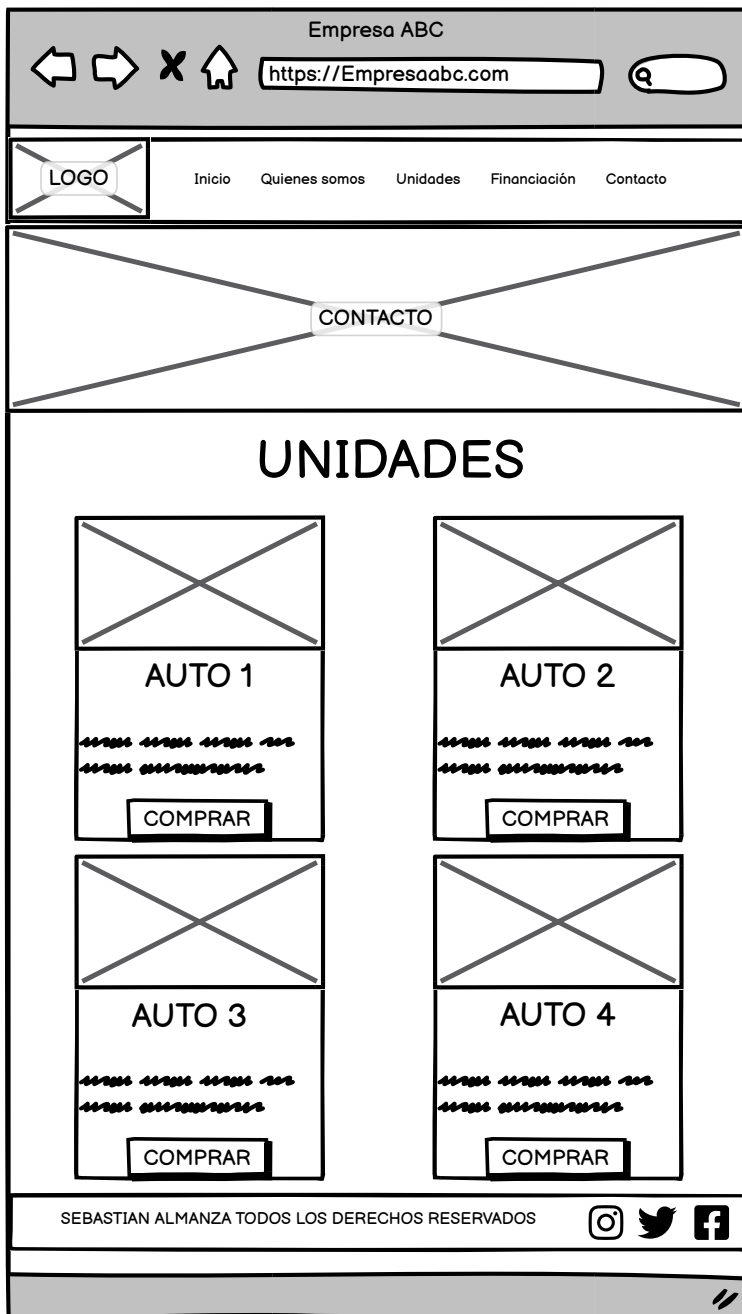 Empresa ABC
https://Empresaabc.com
LOGO
Inicio Quienes somos Unidades Financiación Contacto
CONTACTO
UNIDADES
AUTO 1
COMPRAR
AUTO 2
COMPRAR
AUTO 3
COMPRAR
AUTO 4
COMPRAR
SEBASTIAN ALMANZA TODOS LOS DERECHOS RESERVADOS